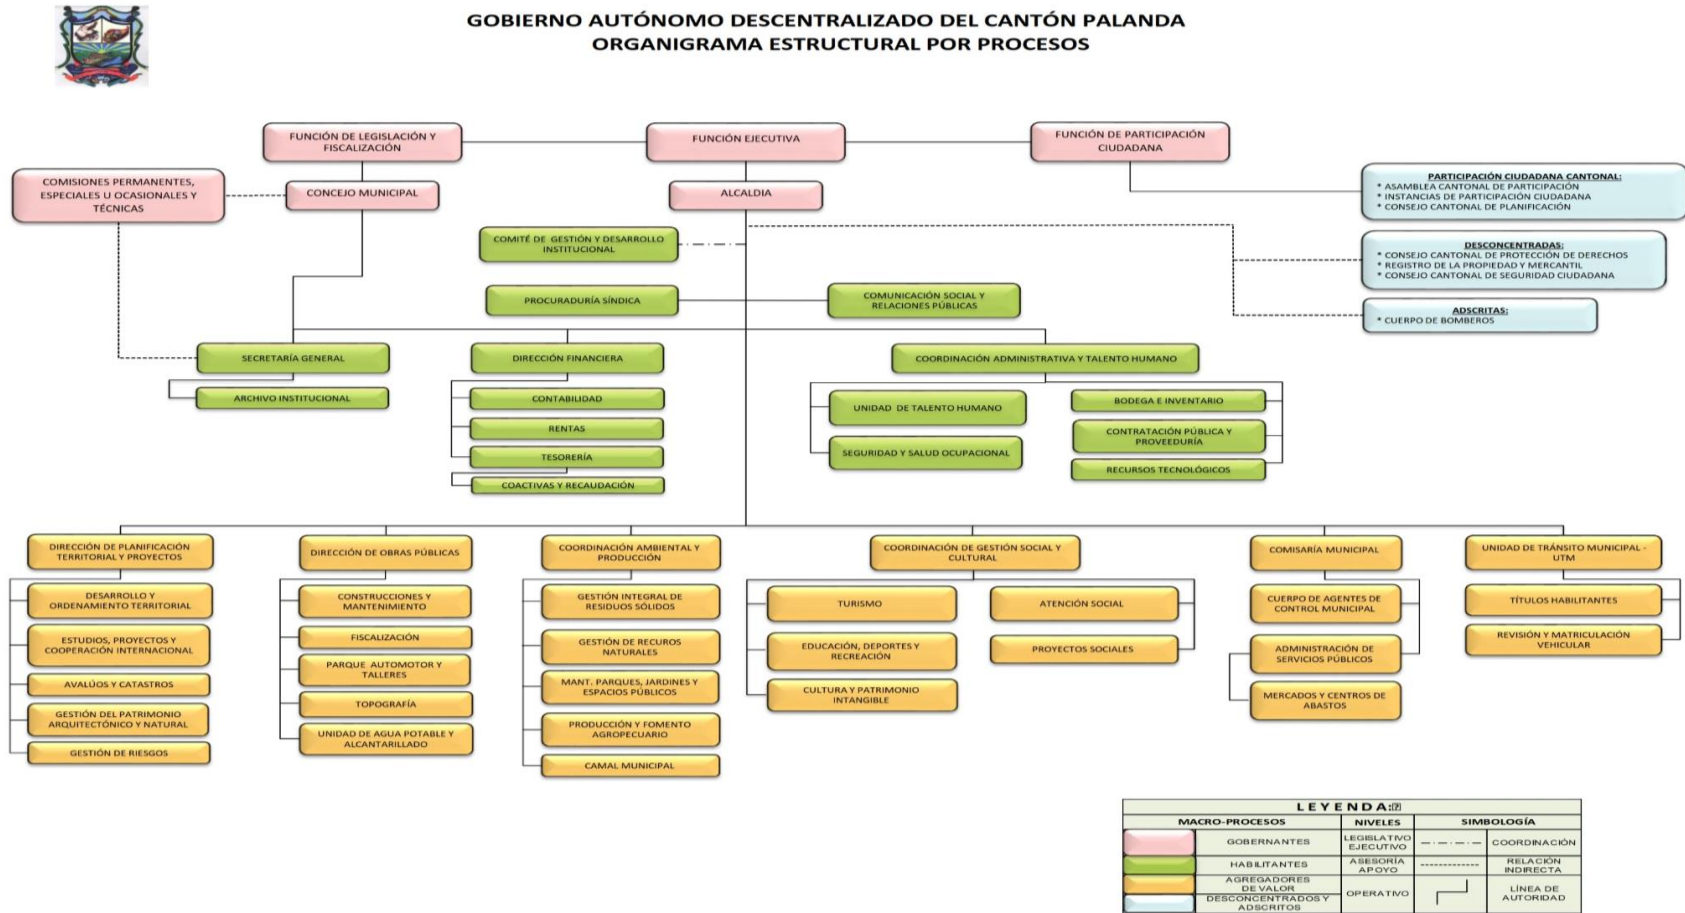 GOBIERNO AUTÓNOMO DESCENTRALIZADO DEL CANTÓN PALANDA
ORGANIGRAMA ESTRUCTURAL POR PROCESOS
FUNCIÓN DE LEGISLACIÓN Y
FISCALIZACIÓN
FUNCIÓN EJECUTIVA
FUNCIÓN DE PARTICIPACIÓN
CIUDADANA
COMISIONES PERMANENTES,
ESPECIALES U OCASIONALES Y
TÉCNICAS
CONCEJO MUNICIPAL
ALCALDIA
PARTICIPACIÓN CIUDADANA CANTONAL:
* ASAMBLEA CANTONAL DE PARTICIPACIÓN
* INSTANCIAS DE PARTICIPACIÓN CIUDADANA
* CONSEJO CANTONAL DE PLANIFICACIÓN
COMITÉ DE GESTIÓN Y DESARROLLO
INSTITUCIONAL
DESCONCENTRADAS:
* CONSEJO CANTONAL DE PROTECCIÓN DE DERECHOS
* REGISTRO DE LA PROPIEDAD Y MERCANTIL
* CONSEJO CANTONAL DE SEGURIDAD CIUDADANA
PROCURADURÍA SÍNDICA
COMUNICACIÓN SOCIAL Y
RELACIONES PÚBLICAS
ADSCRITAS:
* CUERPO DE BOMBEROS
SECRETARÍA GENERAL
ARCHIVO INSTITUCIONAL
DIRECCIÓN FINANCIERA
CONTABILIDAD
RENTAS
TESORERÍA
COACTIVAS Y RECAUDACIÓN
COORDINACIÓN ADMINISTRATIVA Y TALENTO HUMANO
UNIDAD DE TALENTO HUMANO
SEGURIDAD Y SALUD OCUPACIONAL
BODEGA E INVENTARIO
CONTRATACIÓN PÚBLICA Y
PROVEEDURÍA
RECURSOS TECNOLÓGICOS
DIRECCIÓN DE PLANIFICACIÓN
TERRITORIAL Y PROYECTOS
DESARROLLO Y
ORDENAMIENTO TERRITORIAL
ESTUDIOS, PROYECTOS Y
COOPERACIÓN INTERNACIONAL
AVALÚOS Y CATASTROS
GESTIÓN DEL PATRIMONIO
ARQUITECTÓNICO Y NATURAL
GESTIÓN DE RIESGOS
DIRECCIÓN DE OBRAS PÚBLICAS
CONSTRUCCIONES Y
MANTENIMIENTO
FISCALIZACIÓN
PARQUE AUTOMOTOR Y
TALLERES
TOPOGRAFÍA
UNIDAD DE AGUA POTABLE Y
ALCANTARILLADO
COORDINACIÓN AMBIENTAL Y
PRODUCCIÓN
GESTIÓN INTEGRAL DE
RESIDUOS SÓLIDOS
GESTIÓN DE RECUROS
NATURALES
MANT. PARQUES, JARDINES Y
ESPACIOS PÚBLICOS
PRODUCCIÓN Y FOMENTO
AGROPECUARIO
CAMAL MUNICIPAL
COORDINACIÓN DE GESTIÓN SOCIAL Y
CULTURAL
TURISMO
EDUCACIÓN, DEPORTES Y
RECREACIÓN
CULTURA Y PATRIMONIO
INTANGIBLE
ATENCIÓN SOCIAL
PROYECTOS SOCIALES
COMISARÍA MUNICIPAL
CUERPO DE AGENTES DE
CONTROL MUNICIPAL
ADMINISTRACIÓN DE
SERVICIOS PÚBLICOS
MERCADOS Y CENTROS DE
ABASTOS
UNIDAD DE TRÁNSITO MUNICIPAL -
UTM
TÍTULOS HABILITANTES
REVISIÓN Y MATRICULACIÓN
VEHICULAR
LEYENDA:
MACRO-PROCESOS NIVELES SIMBOLOGÍA
GOBERNANTES LEGISLATIVO EJECUTIVO COORDINACIÓN
HABILITANTES ASESORÍA APOYO RELACIÓN INDIRECTA
AGREGADORES DE VALOR OPERATIVO LÍNEA DE AUTORIDAD
DESCONCENTRADOS Y ADSCRITOS